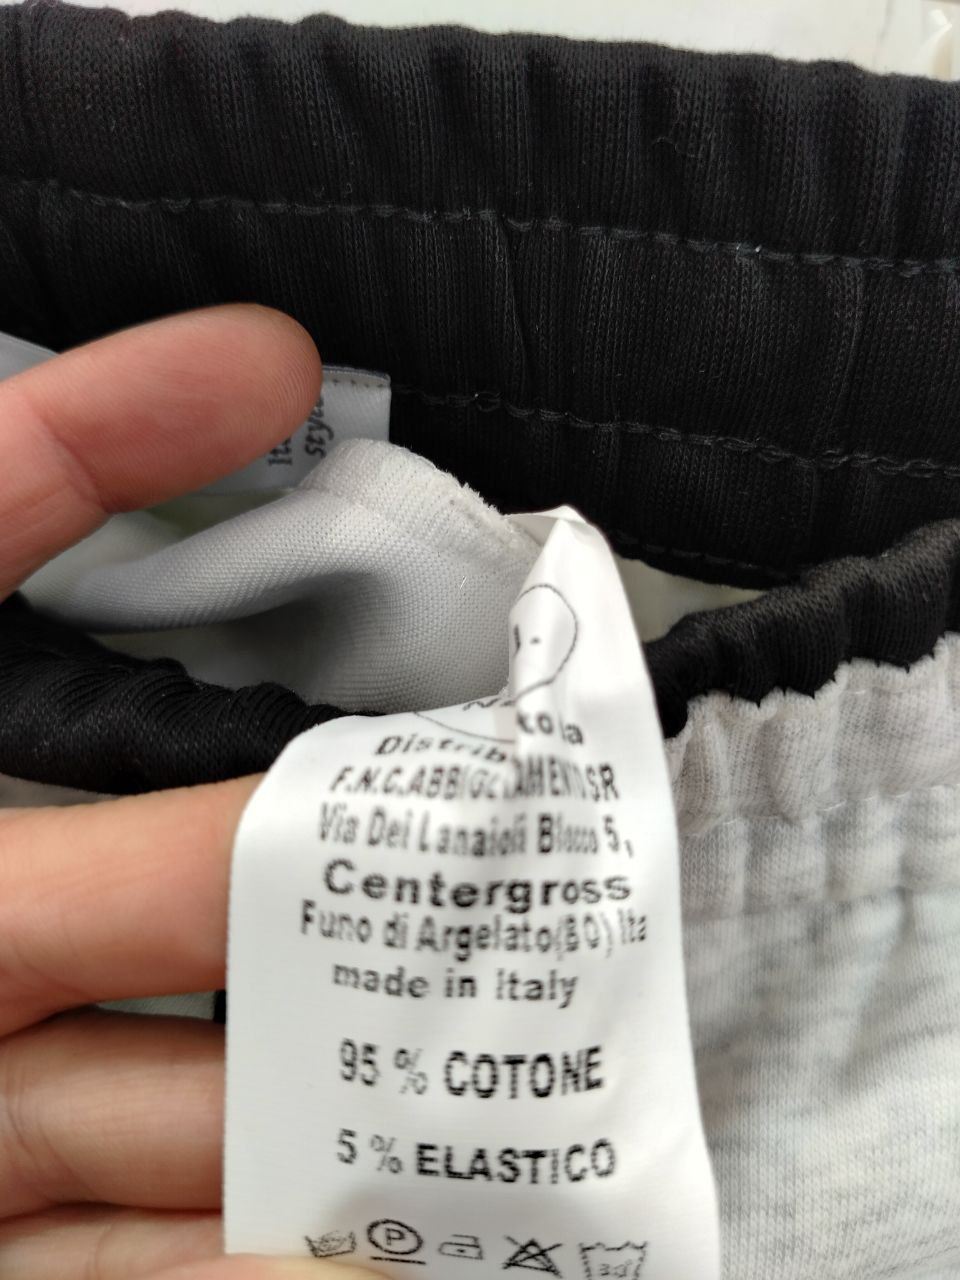 Distrib
F.N.C.ABBIGLIAMENTO SR
Via Dei Lanaioli Blocco 5,
Centergross
Funo di Argelato(BO) Ita
made in Italy
95 % COTONE
5 % ELASTICO
P